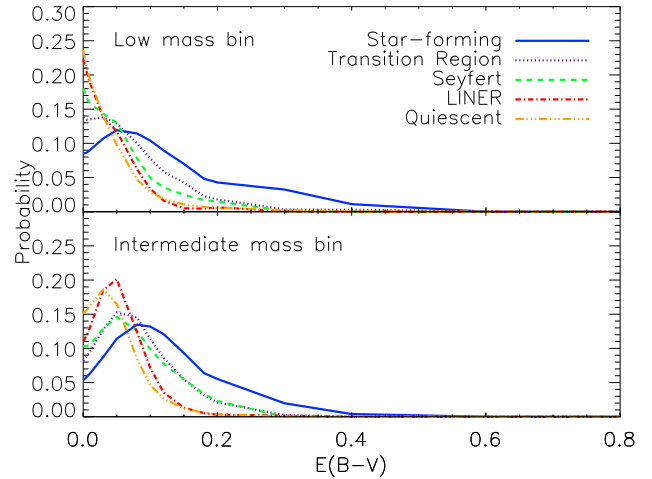 0.30
Low mass bin
Star-forming
0.25
Transition Region
0.20
Seyfert
LINER
0.15
Quiescent
0.10
0.05
0.00
Probability
0.25
Intermediate mass bin
0.20
0.15
0.10
0.05
0.00
0.0 0.2 0.4 0.6 0.8
E(B−V)